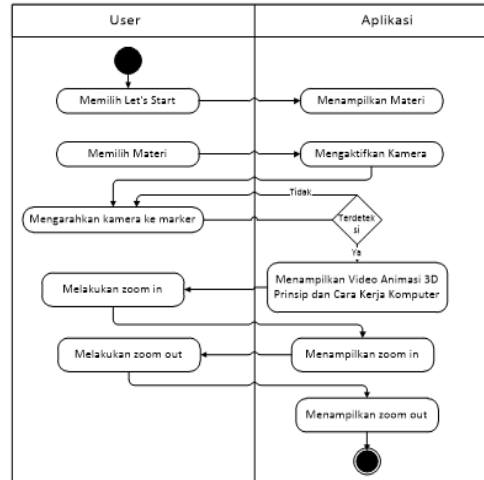 User
Aplikasi
Memilih Let's Start
Menampilkan Materi
Memilih Materi
Mengaktifkan Kamera
Tidak
Mengarahkan kamera ke marker
Terdetek
si
Ya
Menampilkan Video Animasi 3D
Prinsip dan Cara Kerja Komputer
Melakukan zoom in
Menampilkan zoom in
Melakukan zoom out
Menampilkan zoom out